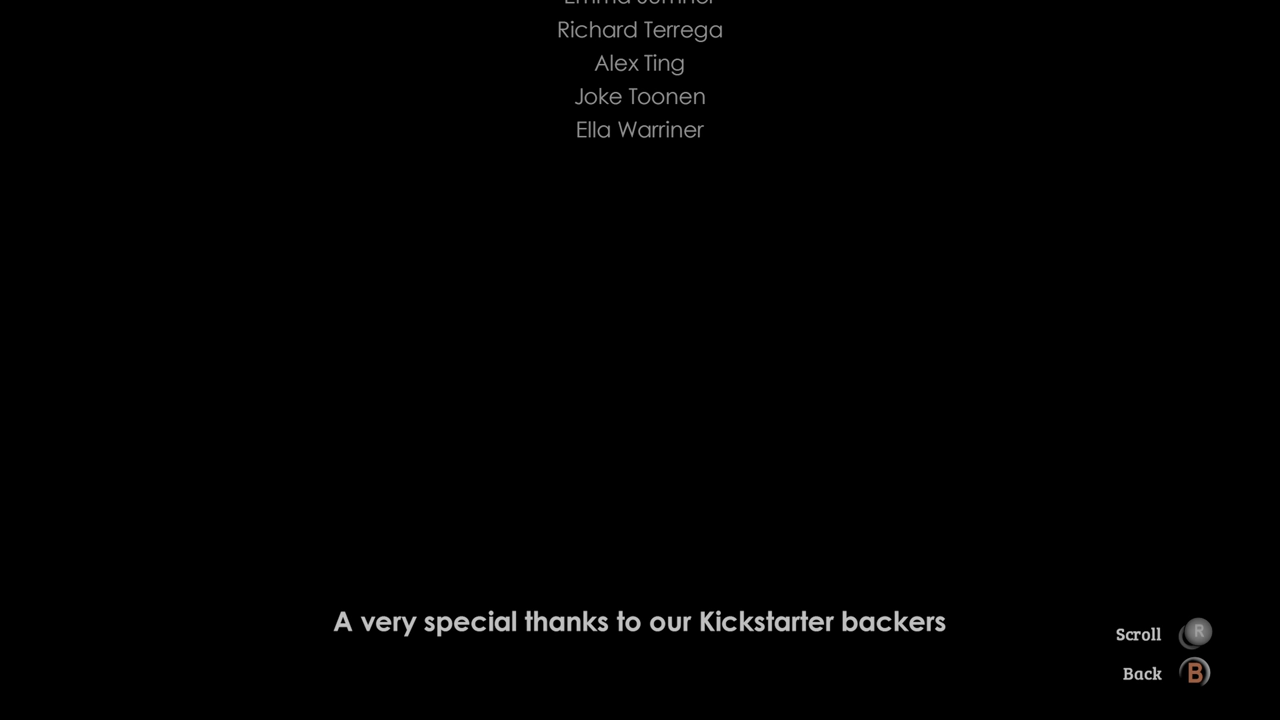 Richard Terrega
Alex Ting
Joke Toonen
Ella Warriner
A very special thanks to our Kickstarter backers
Scroll R
Back B